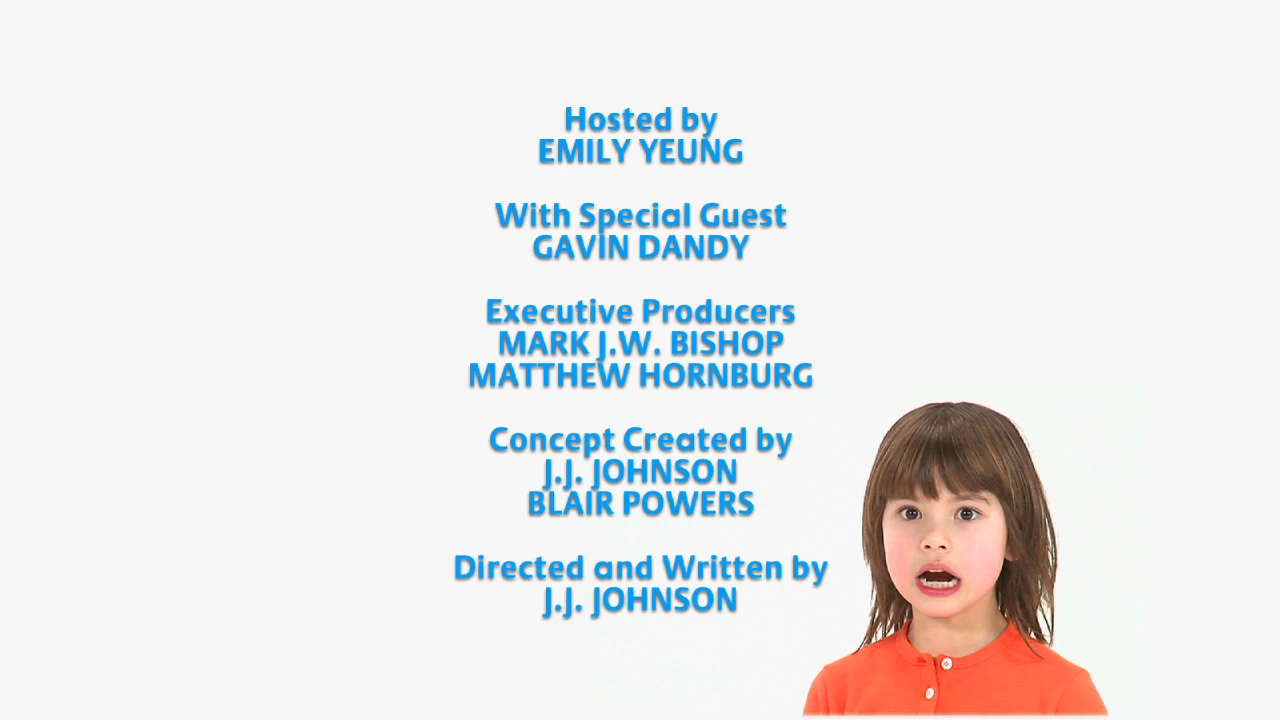 Hosted by
EMILY YEUNG
With Special Guest
GAVIN DANDY
Executive Producers
MARK J.W. BISHOP
MATTHEW HORNBURG
Concept Created by
J.J. JOHNSON
BLAIR POWERS
Directed and Written by
J.J. JOHNSON